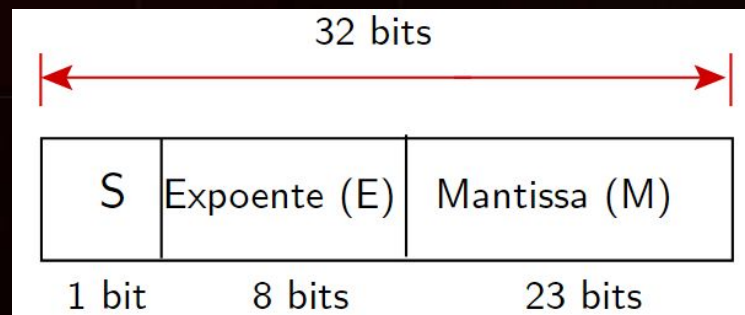 32 bits
S Expoente (E) Mantissa (M)
1 bit 8 bits 23 bits